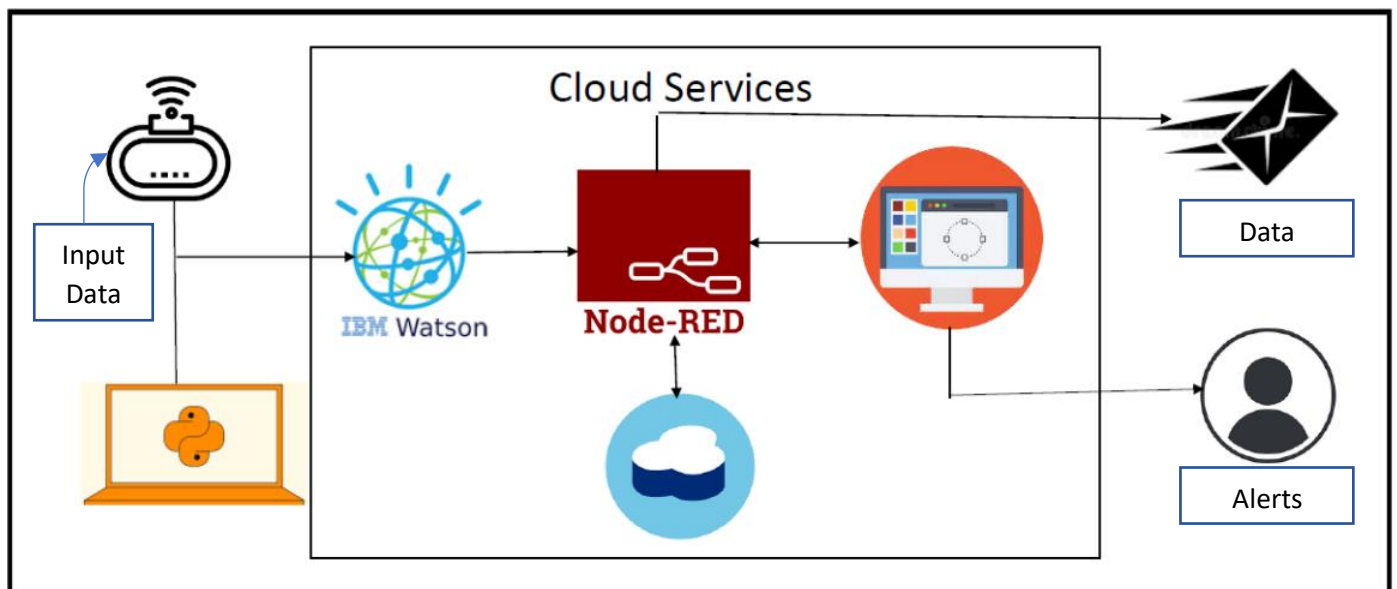 Cloud Services
Input
Data
IBM Watson
Node-RED
Data
Alerts